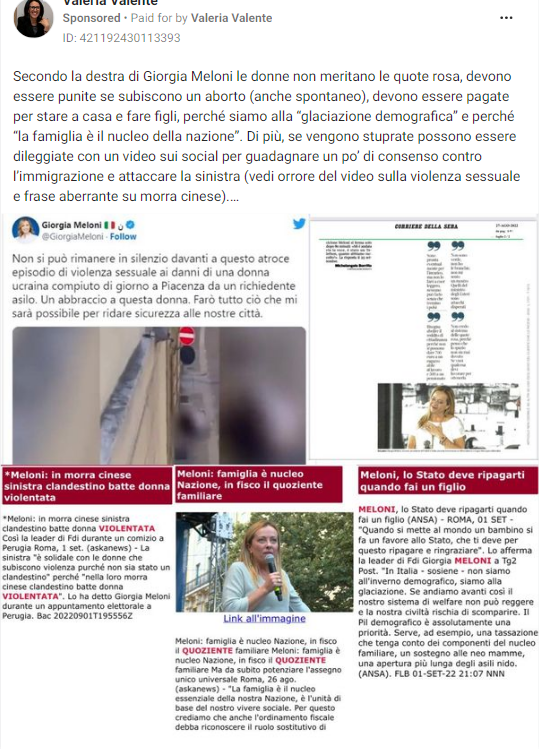 Valeria Valente
Sponsored • Paid for by Valeria Valente
ID: 421192430113393
Secondo la destra di Giorgia Meloni le donne non meritano le quote rosa, devono
essere punite se subiscono un aborto (anche spontaneo), devono essere pagate
per stare a casa e fare figli, perché siamo alla “glaciazione demografica” e perché
“la famiglia è il nucleo della nazione”. Di più, se vengono stuprate possono essere
dileggiate con un video sui social per guadagnare un po’ di consenso contro
l’immigrazione e attaccare la sinistra (vedi orrore del video sulla violenza sessuale
e frase aberrante su morra cinese)....
Giorgia Meloni
@GiorgiaMeloni · Follow
Non si può rimanere in silenzio davanti a questo atroce
episodio di violenza sessuale ai danni di una donna
ucraina compiuto di giorno a Piacenza da un richiedente
asilo. Un abbraccio a questa donna. Farò tutto ciò che mi
sarà possibile per ridare sicurezza alle nostre città.
CORRIERE DELLA SERA
*Meloni: in morra cinese
sinistra clandestino batte donna
violentata
*Meloni: in morra cinese sinistra
clandestino batte donna VIOLENTATA
Così la leader di Fdi durante un comizio a
Perugia Roma, 1 set. (askanews) - La
sinistra "è solidale con le donne che
subiscono violenza purché non sia stato un
clandestino" perché "nella loro morra
cinese clandestino batte donna
VIOLENTATA". Lo ha detto Giorgia Meloni
durante un appuntamento elettorale a
Perugia. Bac 20220901T195556Z
Meloni: famiglia è nucleo
Nazione, in fisco il quoziente
familiare
Link all'immagine
Meloni: famiglia è nucleo Nazione, in fisco
il QUOZIENTE familiare Meloni: famiglia è
nucleo Nazione, in fisco il QUOZIENTE
familiare Ma da subito potenziare l'assegno
unico universale Roma, 26 ago.
(askanews) - "La famiglia è il nucleo
essenziale della nostra Nazione, è l'unità di
base del nostro vivere sociale. Per questo
crediamo che anche l'ordinamento fiscale
debba riconoscere il ruolo sostitutivo di
Meloni, lo Stato deve ripagarti
quando fai un figlio
MELONI, lo Stato deve ripagarti quando
fai un figlio (ANSA) - ROMA, 01 SET -
"Quando si mette al mondo un bambino si
fa un favore allo Stato, che ti deve per
questo ripagare e ringraziare". Lo afferma
la leader di Fdi Giorgia MELONI a Tg2
Post. "In Italia - sosiene - non siamo
all'inverno demografico, siamo alla
glaciazione. Se andiamo avanti così il
nostro sistema di welfare non può reggere
e la nostra civiltà rischia di scomparire. Il
Pil demografico è assolutamente una
priorità. Serve, ad esempio, una tassazione
che tenga conto dei componenti del nucleo
familiare, un sostegno alle neo mamme,
una apertura più lunga degli asili nido.
(ANSA). FLB 01-SET-22 21:07 NNN